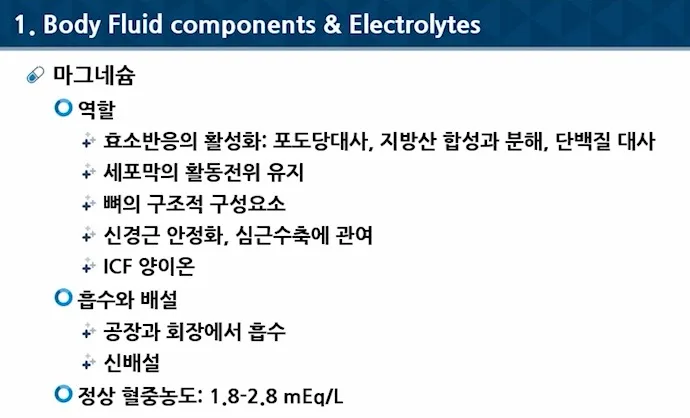 1. Body Fluid components & Electrolytes
마그네슘
역할
효소반응의 활성화: 포도당대사, 지방산 합성과 분해, 단백질 대사
세포막의 활동전위 유지
뼈의 구조적 구성요소
신경근 안정화, 심근수축에 관여
ICF 양이온
흡수와 배설
공장과 회장에서 흡수
신배설
정상 혈중농도: 1.8-2.8 mEq/L